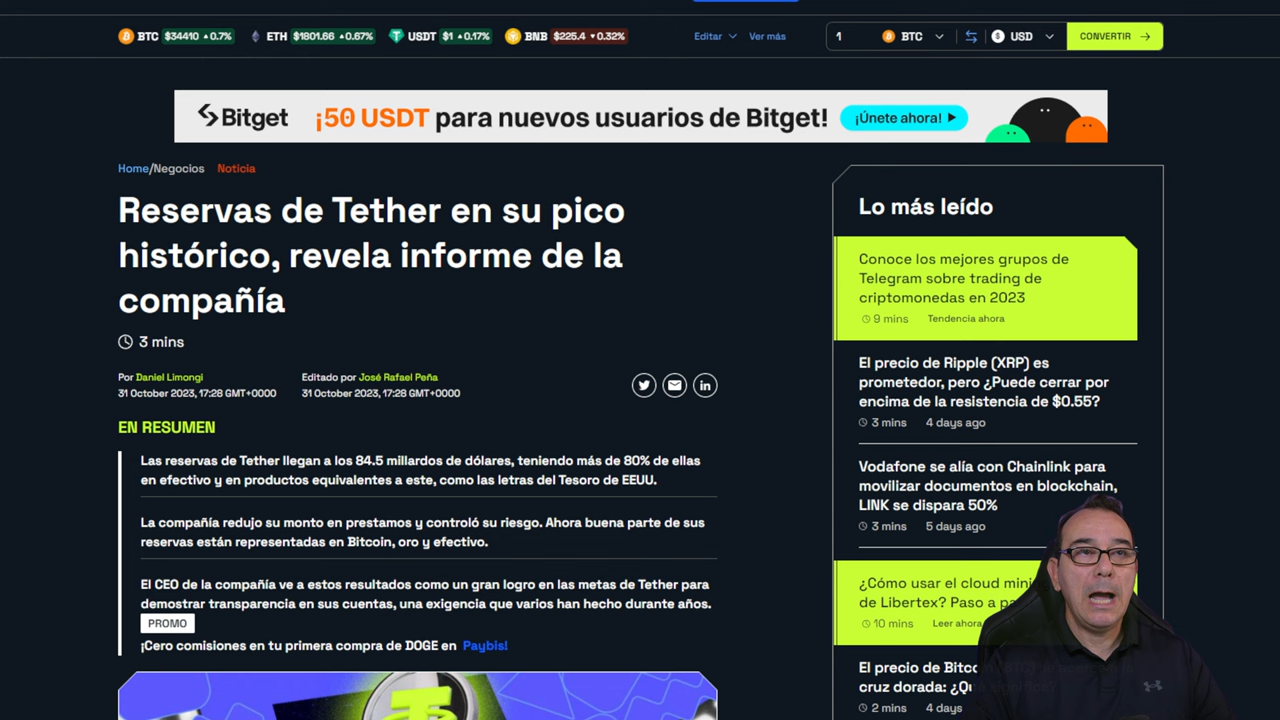 BTC $34410 ▲0.7% ETH $1801.66 ▲0.67% USDT $1 ▲0.17% BNB $225.4 ▼0.32% Editar Ver más 1 BTC USD CONVERTIR →
Bitget ¡50 USDT para nuevos usuarios de Bitget! ¡Únete ahora! ▶
Home/Negocios Noticia
Reservas de Tether en su pico
histórico, revela informe de la
compañía
3 mins
Por Daniel Limongi
31 October 2023, 17:28 GMT+0000
Editado por José Rafael Peña
31 October 2023, 17:28 GMT+0000
EN RESUMEN
Las reservas de Tether llegan a los 84.5 millardos de dólares, teniendo más de 80% de ellas
en efectivo y en productos equivalentes a este, como las letras del Tesoro de EEUU.
La compañía redujo su monto en prestamos y controló su riesgo. Ahora buena parte de sus
reservas están representadas en Bitcoin, oro y efectivo.
El CEO de la compañía ve a estos resultados como un gran logro en las metas de Tether para
demostrar transparencia en sus cuentas, una exigencia que varios han hecho durante años.
PROMO
¡Cero comisiones en tu primera compra de DOGE en Paybis!
Lo más leído
Conoce los mejores grupos de
Telegram sobre trading de
criptomonedas en 2023
9 mins Tendencia ahora
El precio de Ripple (XRP) es
prometedor, pero ¿Puede cerrar por
encima de la resistencia de $0.55?
3 mins 4 days ago
Vodafone se alía con Chainlink para
movilizar documentos en blockchain,
LINK se dispara 50%
3 mins 5 days ago
¿Cómo usar el cloud mini
de Libertex? Paso a pa
10 mins Leer ahora
El precio de Bitco
cruz dorada: ¿Qu
2 mins 4 days